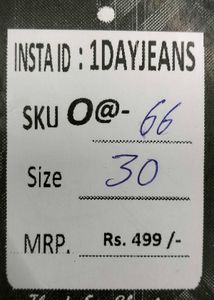 INSTA ID : 1DAYJEANS
SKU O@- 66
Size 30
MRP. Rs. 499 /-